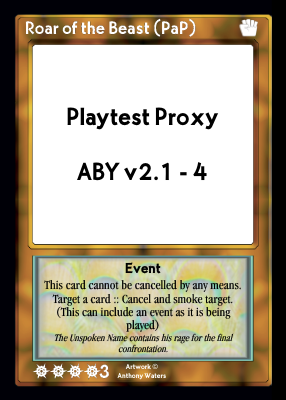 Roar of the Beast (PaP)
Playtest Proxy
ABY v2.1 - 4
Event
This card cannot be cancelled by any means.
Target a card :: Cancel and smoke target.
(This can include an event as it is being
played)
The Unspoken Name contains his rage for the final
confrontation.
3
Artwork ©
Anthony Waters